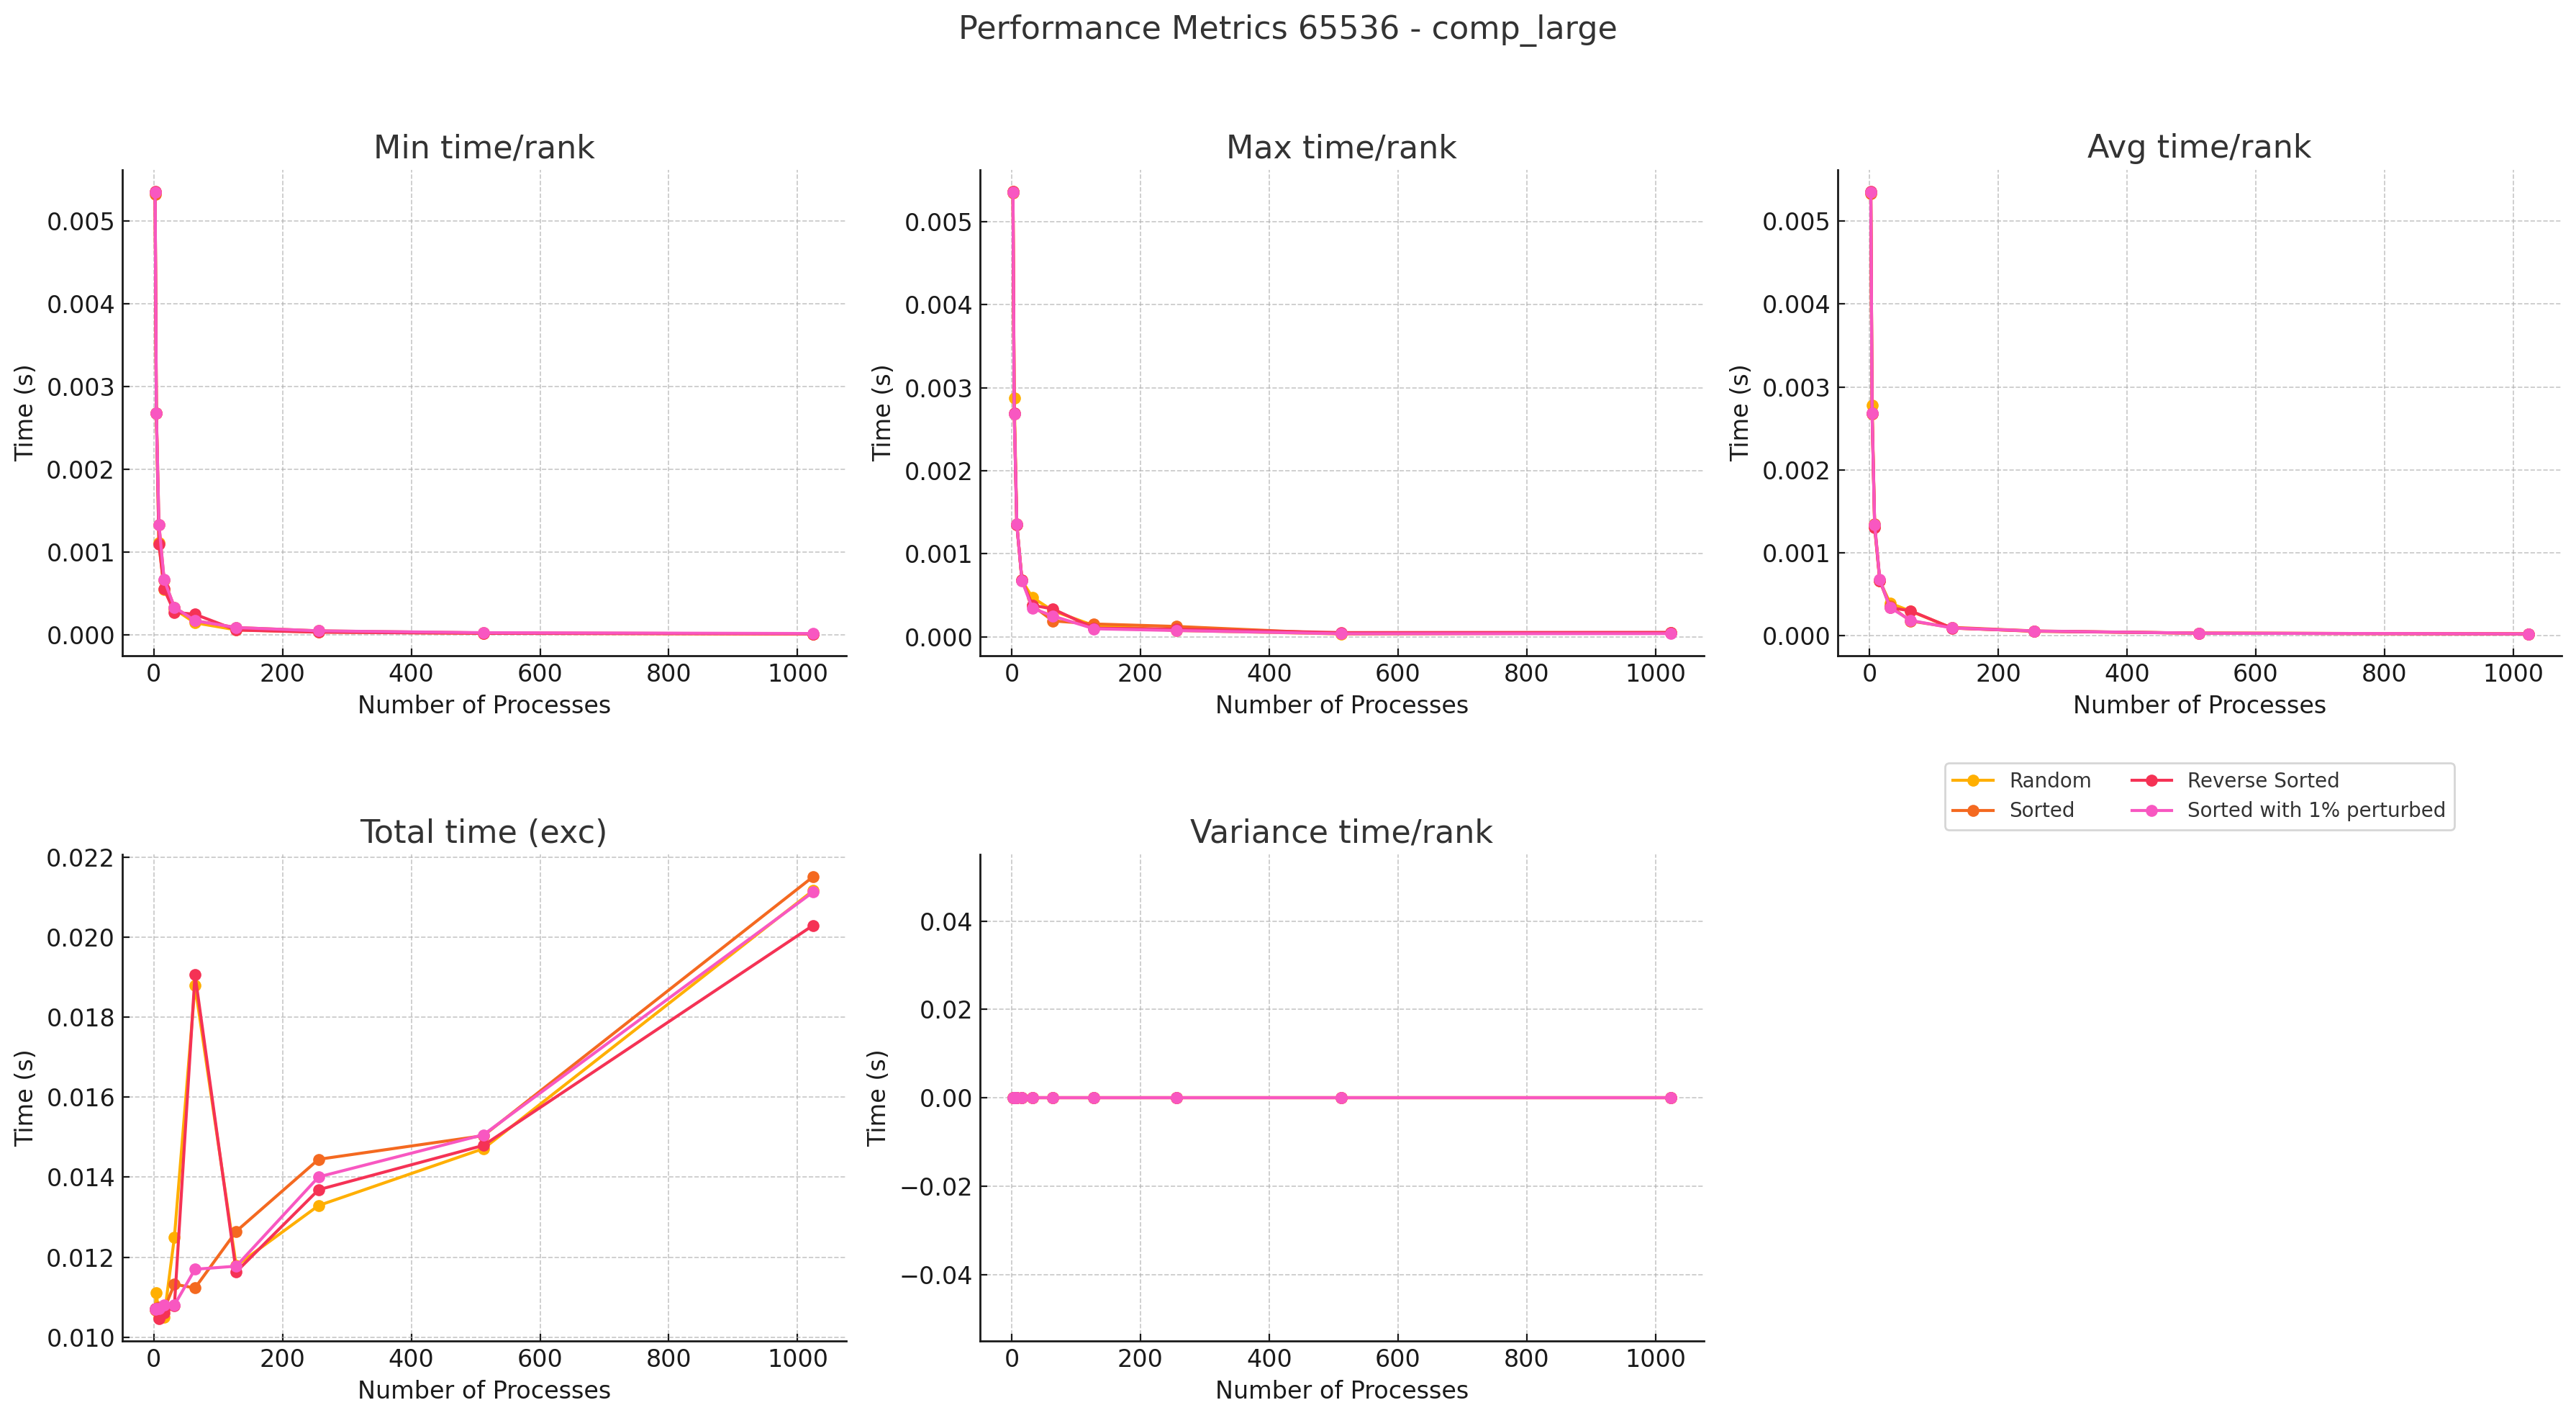 Performance Metrics 65536 - comp_large
Min time/rank
Time (s)
0.005
0.004
0.003
0.002
0.001
0.000
0 200 400 600 800 1000
Number of Processes
Max time/rank
Time (s)
0.005
0.004
0.003
0.002
0.001
0.000
0 200 400 600 800 1000
Number of Processes
Avg time/rank
Time (s)
0.005
0.004
0.003
0.002
0.001
0.000
0 200 400 600 800 1000
Number of Processes
Random Reverse Sorted
Sorted Sorted with 1% perturbed
Total time (exc)
Time (s)
0.022
0.020
0.018
0.016
0.014
0.012
0.010
0 200 400 600 800 1000
Number of Processes
Variance time/rank
Time (s)
0.04
0.02
0.00
−0.02
−0.04
0 200 400 600 800 1000
Number of Processes